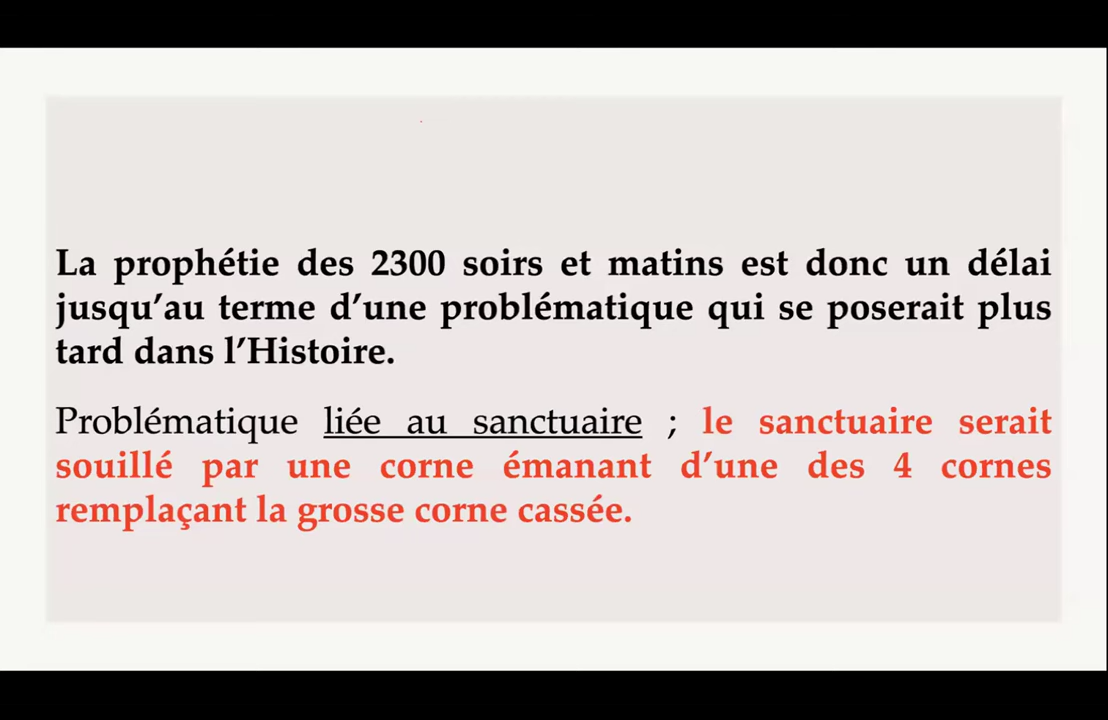 La prophétie des 2300 soirs et matins est donc un délai
jusqu’au terme d’une problématique qui se poserait plus
tard dans l’Histoire.
Problématique liée au sanctuaire ; le sanctuaire serait
souillé par une corne émanant d’une des 4 cornes
remplaçant la grosse corne cassée.